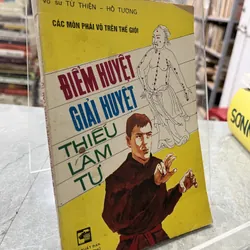 Võ sư TỪ THIỆN – HỒ TƯỜNG
CÁC MÔN PHÁI VÕ TRÊN THẾ GIỚI
ĐIỂM HUYỆT
GIẢI HUYỆT
THIẾU LÂM
TỰ